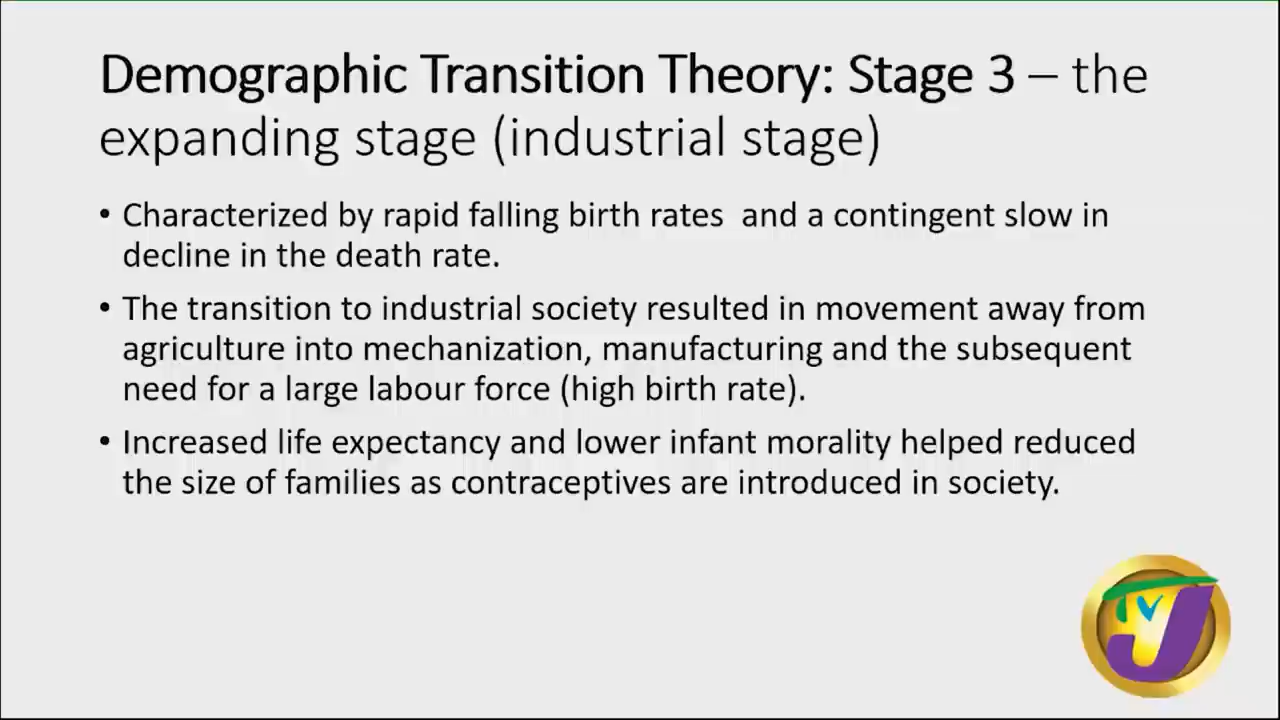 Demographic Transition Theory: Stage 3 – the
expanding stage (industrial stage)
• Characterized by rapid falling birth rates and a contingent slow in
decline in the death rate.
• The transition to industrial society resulted in movement away from
agriculture into mechanization, manufacturing and the subsequent
need for a large labour force (high birth rate).
• Increased life expectancy and lower infant morality helped reduced
the size of families as contraceptives are introduced in society.
TVJ